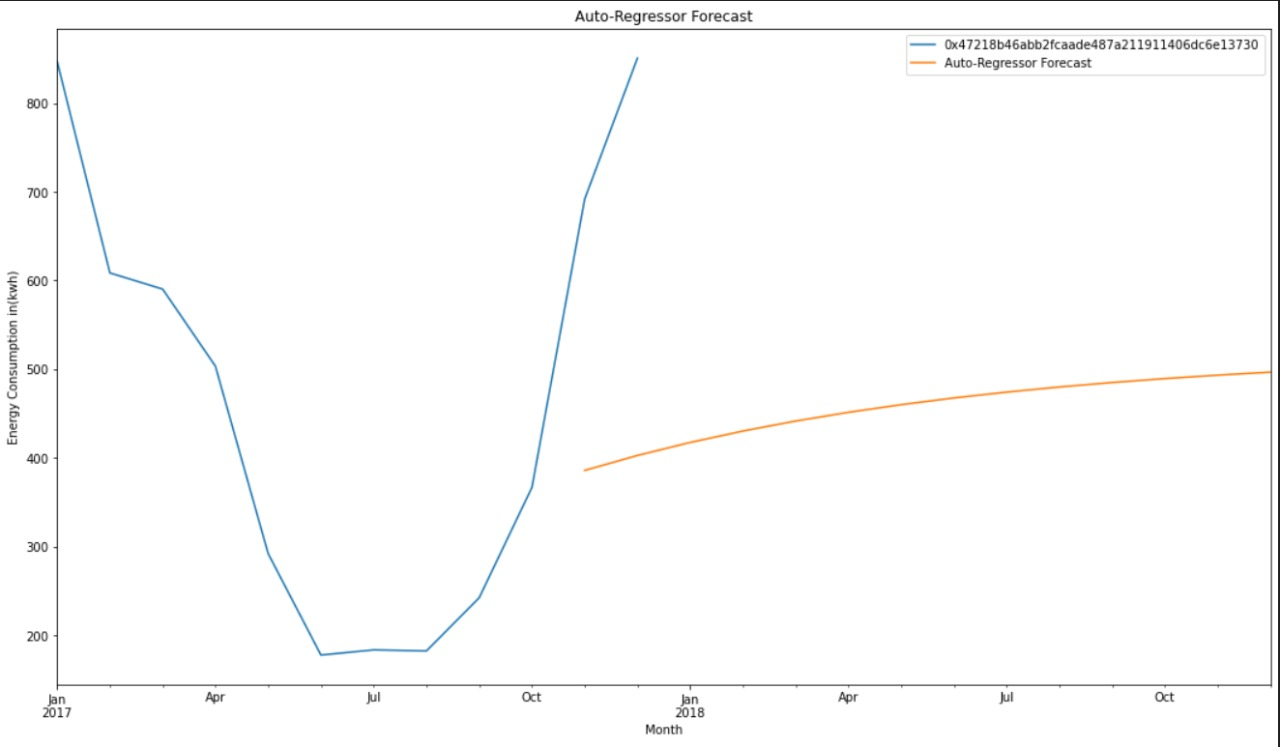 Auto-Regressor Forecast
0x47218b46abb2fcaade487a211911406dc6e13730
Auto-Regressor Forecast
Energy Consumption in(kwh)
800
700
600
500
400
300
200
Jan Apr Jul Oct Jan Apr Jul Oct
2017 2018
Month